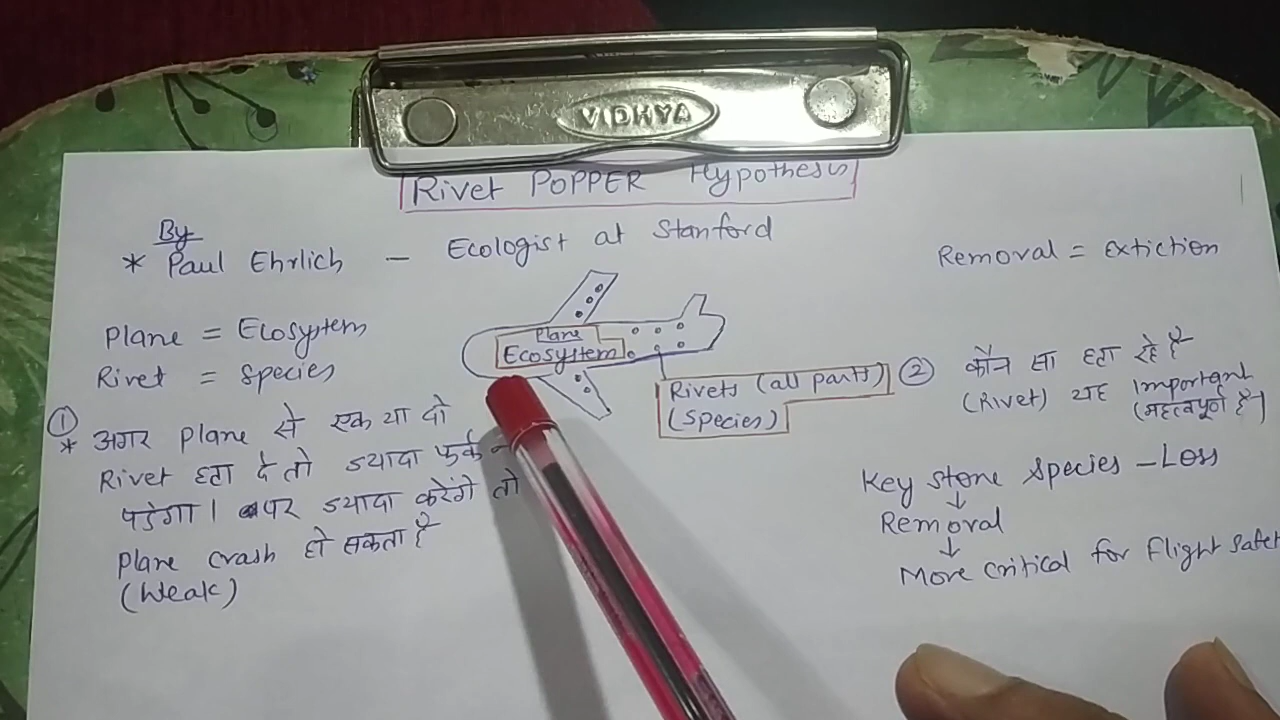 VIDHYA
Rivet POPPER Hypothesis
By
* Paul Ehrlich - Ecologist at Stanford
Removal = extiction
Plane = Ecosystem
Rivet = species
Plane
Ecosystem
Rivets (all parts)
(Species)
① * अगर plane से एक या दो
Rivet हटा दे तो ज्यादा फर्क न
पड़ेगा। पर ज्यादा करेंगे तो
plane crash हो सकता है
(Weak)
② कौन सा हटा रहे है
(Rivet) यह Important
(महत्वपूर्ण है)
Key stone species - Loss
↓
Removal
↓
More critical for flight safet